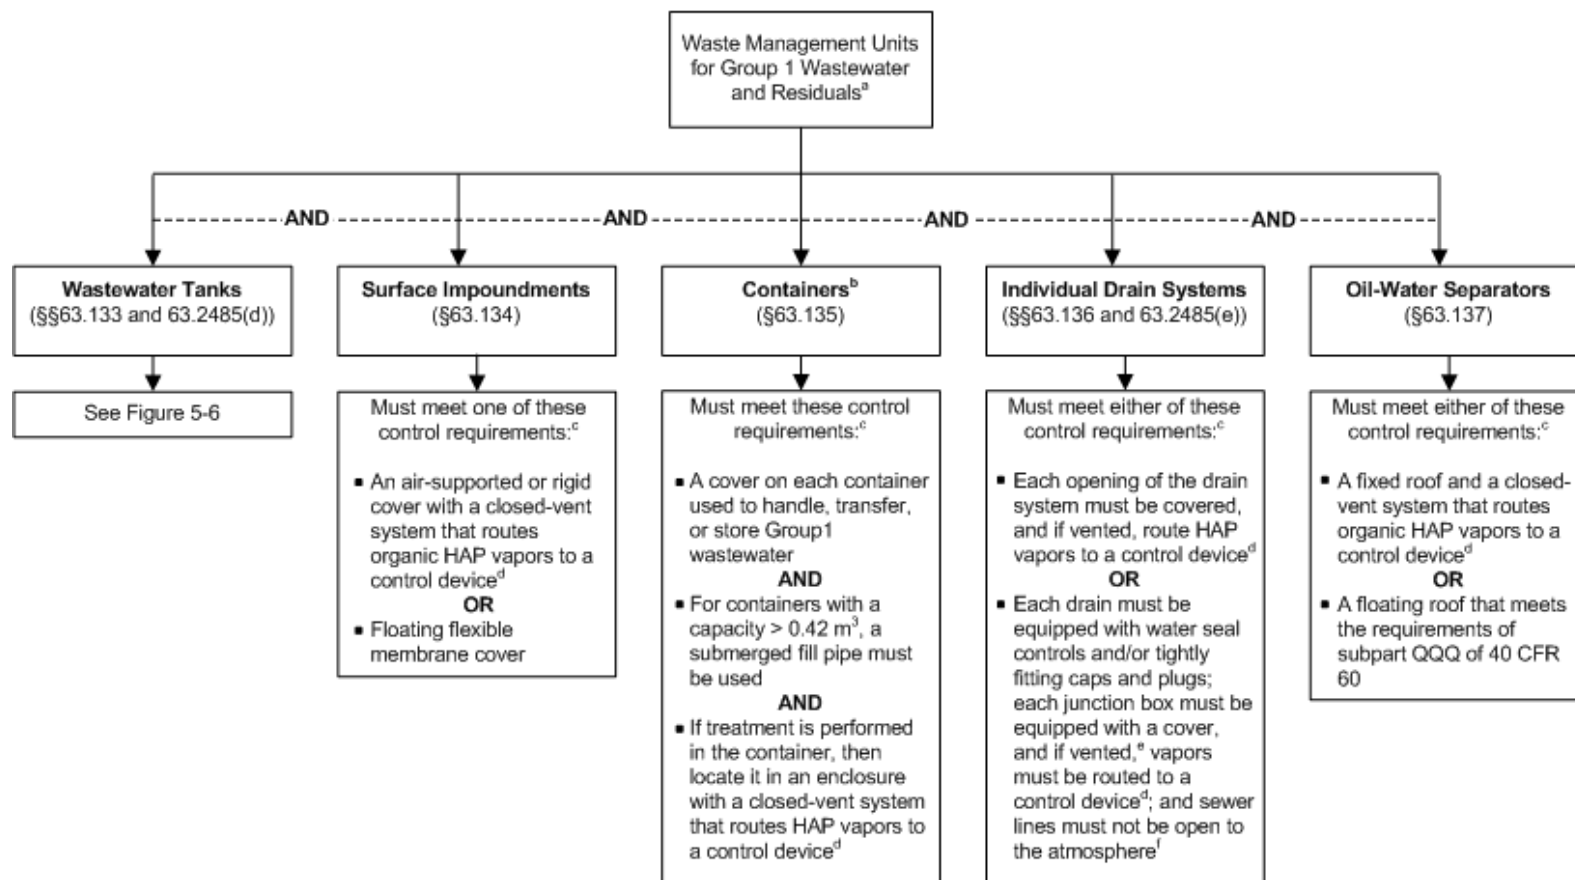 Waste Management Units
for Group 1 Wastewater
and Residualsᵃ
AND
AND
AND
AND
Wastewater Tanks
(§§63.133 and 63.2485(d))
See Figure 5-6
Surface Impoundments
(§63.134)
Must meet one of these
control requirements:ᶜ
▪ An air-supported or rigid
cover with a closed-vent
system that routes
organic HAP vapors to a
control deviceᵈ
OR
▪ Floating flexible
membrane cover
Containersᵇ
(§63.135)
Must meet these control
requirements:ᶜ
▪ A cover on each container
used to handle, transfer,
or store Group1
wastewater
AND
▪ For containers with a
capacity > 0.42 m³, a
submerged fill pipe must
be used
AND
▪ If treatment is performed
in the container, then
locate it in an enclosure
with a closed-vent system
that routes HAP vapors to
a control deviceᵈ
Individual Drain Systems
(§§63.136 and 63.2485(e))
Must meet either of these
control requirements:ᶜ
▪ Each opening of the drain
system must be covered,
and if vented, route HAP
vapors to a control deviceᵈ
OR
▪ Each drain must be
equipped with water seal
controls and/or tightly
fitting caps and plugs;
each junction box must be
equipped with a cover,
and if vented,ᵉ vapors
must be routed to a
control deviceᵈ; and sewer
lines must not be open to
the atmosphereᶠ
Oil-Water Separators
(§63.137)
Must meet either of these
control requirements:ᶜ
▪ A fixed roof and a closed-
vent system that routes
organic HAP vapors to a
control deviceᵈ
OR
▪ A floating roof that meets
the requirements of
subpart QQQ of 40 CFR
60